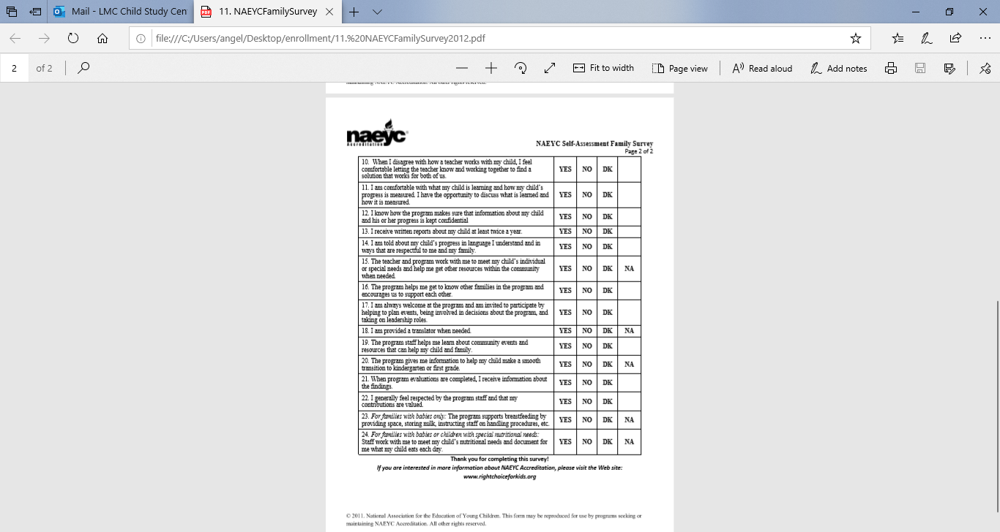 Mail - LMC Child Study Cen
PDF
11. NAEYCFamilySurvey
file:///C:/Users/angel/Desktop/enrollment/11.%20NAEYCFamilySurvey2012.pdf
2 of 2
Fit to width
Page view
Read aloud
Add notes
maintaining NAEYC Accreditation. All other rights reserved.
naeyc
Accreditation
NAEYC Self-Assessment Family Survey
Page 2 of 2
10. When I disagree with how a teacher works with my child, I feel
comfortable letting the teacher know and working together to find a
solution that works for both of us.
YES NO DK
11. I am comfortable with what my child is learning and how my child's
progress is measured. I have the opportunity to discuss what is learned and
how it is measured.
YES NO DK
12. I know how the program makes sure that information about my child
and his or her progress is kept confidential
YES NO DK
13. I receive written reports about my child at least twice a year.
YES NO DK
14. I am told about my child's progress in language I understand and in
ways that are respectful to me and my family.
YES NO DK
15. The teacher and program work with me to meet my child's individual
or special needs and help me get other resources within the community
when needed.
YES NO DK NA
16. The program helps me get to know other families in the program and
encourages us to support each other.
YES NO DK
17. I am always welcome at the program and am invited to participate by
helping to plan events, being involved in decisions about the program, and
taking on leadership roles.
YES NO DK
18. I am provided a translator when needed.
YES NO DK NA
19. The program staff helps me learn about community events and
resources that can help my child and family.
YES NO DK
20. The program gives me information to help my child make a smooth
transition to kindergarten or first grade.
YES NO DK NA
21. When program evaluations are completed, I receive information about
the findings.
YES NO DK
22. I generally feel respected by the program staff and that my
contributions are valued.
YES NO DK
23. For families with babies only: The program supports breastfeeding by
providing space, storing milk, instructing staff on handling procedures, etc.
YES NO DK NA
24. For families with babies or children with special nutritional needs:
Staff work with me to meet my child's nutritional needs and document for
me what my child eats each day.
YES NO DK NA
Thank you for completing this survey!
If you are interested in more information about NAEYC Accreditation, please visit the Web site:
www.rightchoiceforkids.org
© 2011. National Association for the Education of Young Children. This form may be reproduced for use by programs seeking or
maintaining NAEYC Accreditation. All other rights reserved.